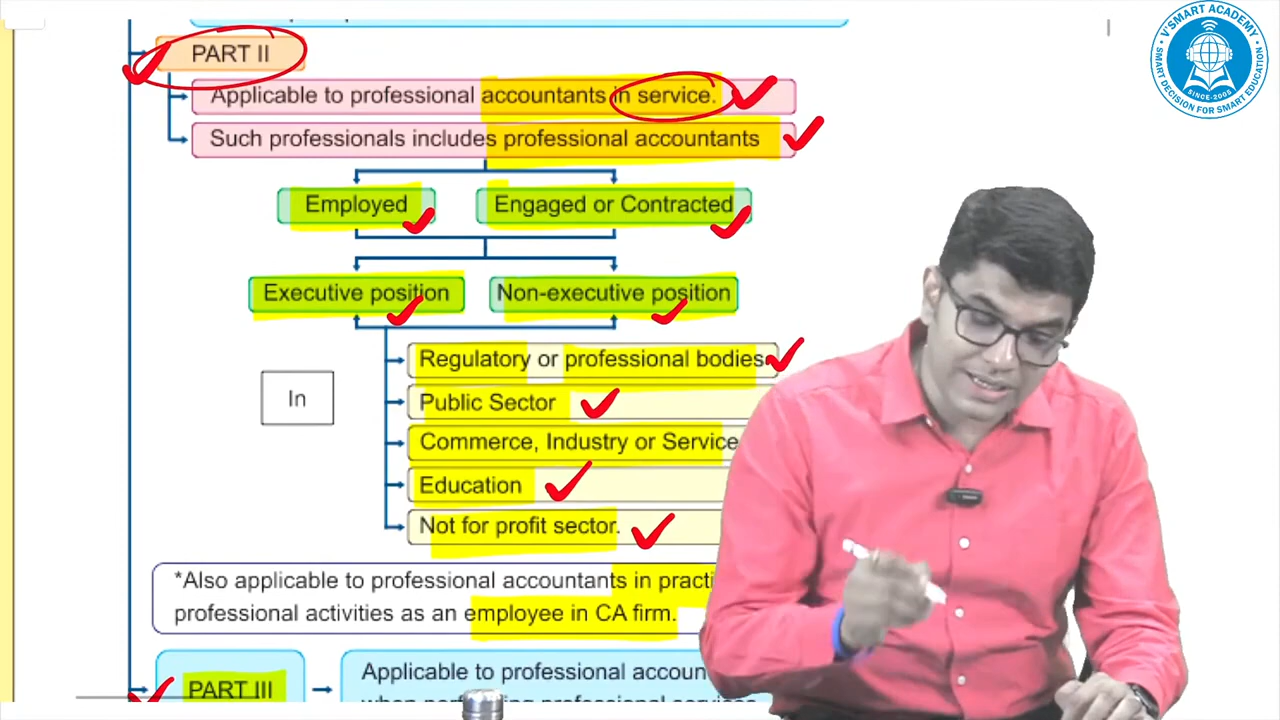 V'SMART ACADEMY
SMART DECISION FOR SMART EDUCATION
SINCE-2005
PART II
Applicable to professional accountants in service.
Such professionals includes professional accountants
Employed
Engaged or Contracted
Executive position
Non-executive position
In
Regulatory or professional bodies
Public Sector
Commerce, Industry or Service
Education
Not for profit sector.
*Also applicable to professional accountants in
professional activities as an employee in CA firm.
PART III
Applicable to professional